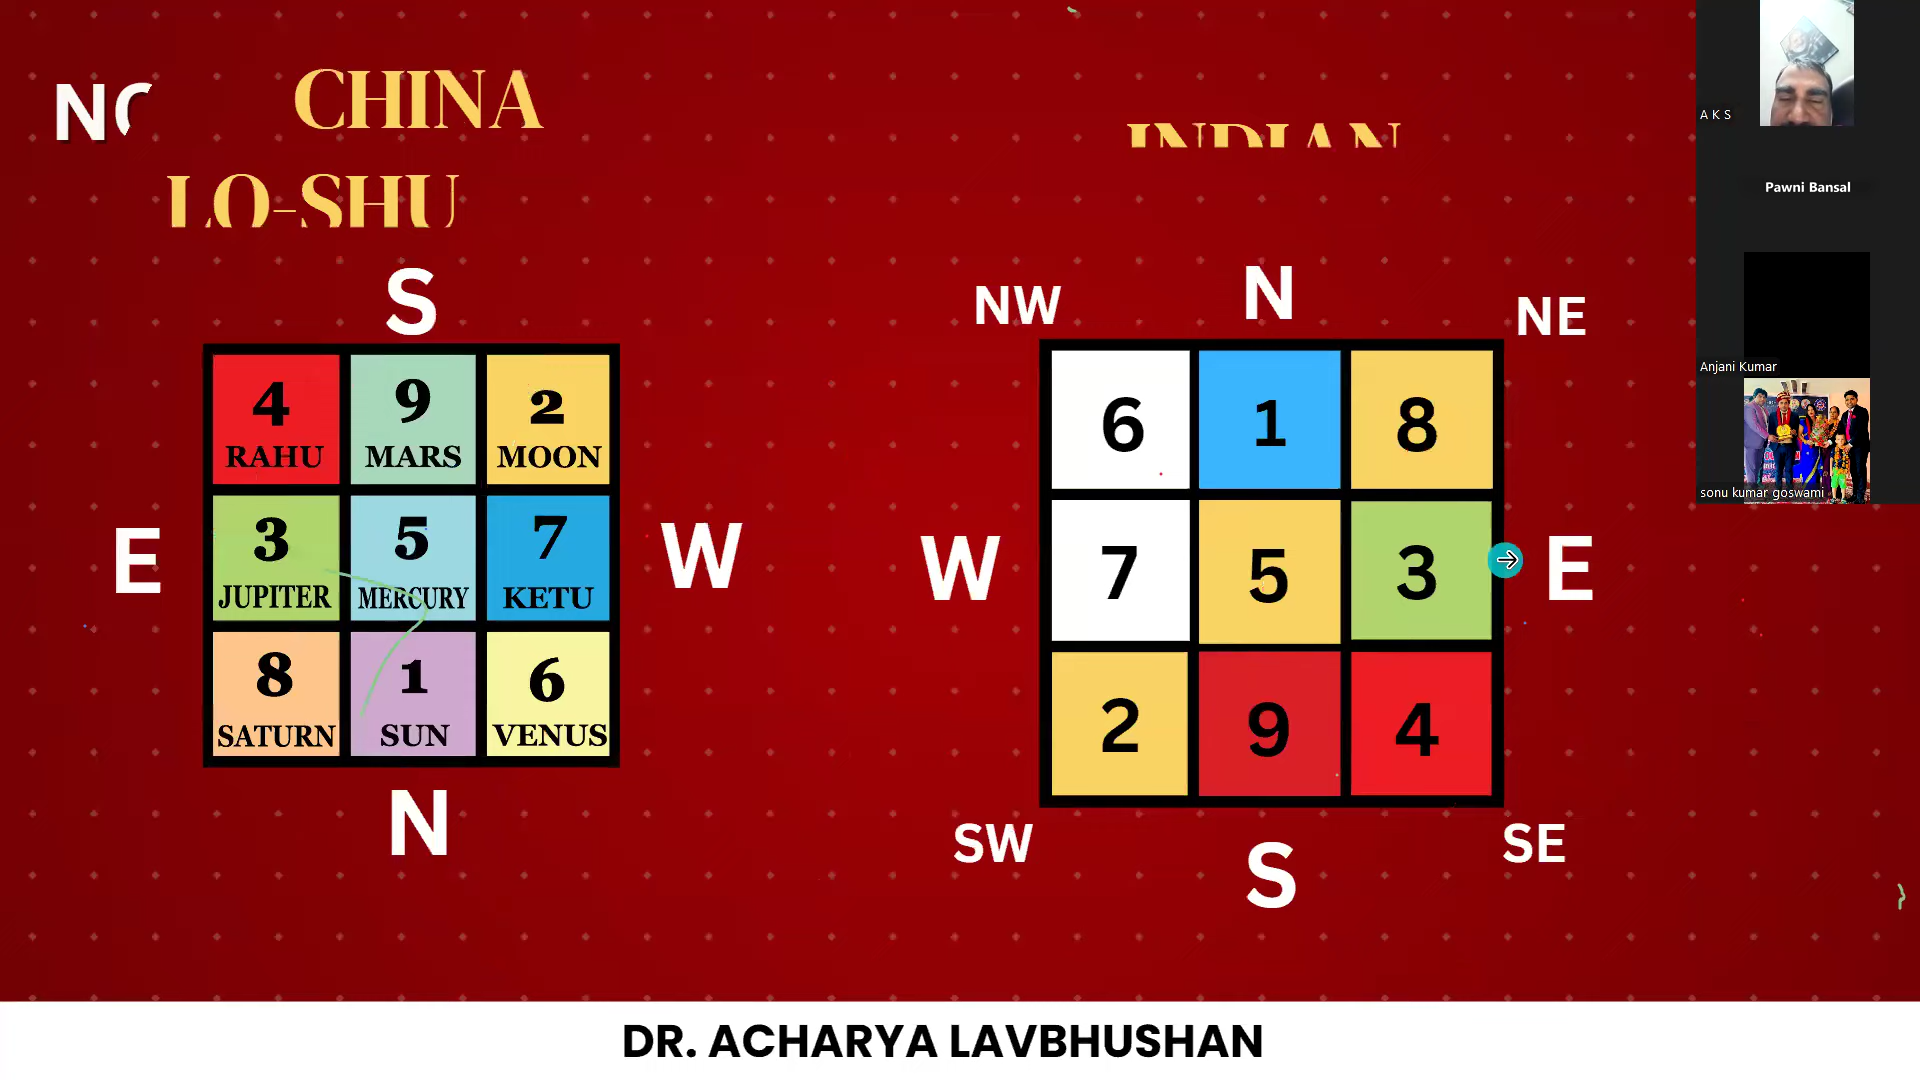 CHINA
LO-SHU
S
4 9 2
RAHU MARS MOON
E W
3 5 7
JUPITER MERCURY KETU
8 1 6
SATURN SUN VENUS
N
INDIAN
NW N NE
6 1 8
W 7 5 3 E
2 9 4
SW S SE
A K S
Pawni Bansal
Anjani Kumar
sonu kumar goswami
DR. ACHARYA LAVBHUSHAN